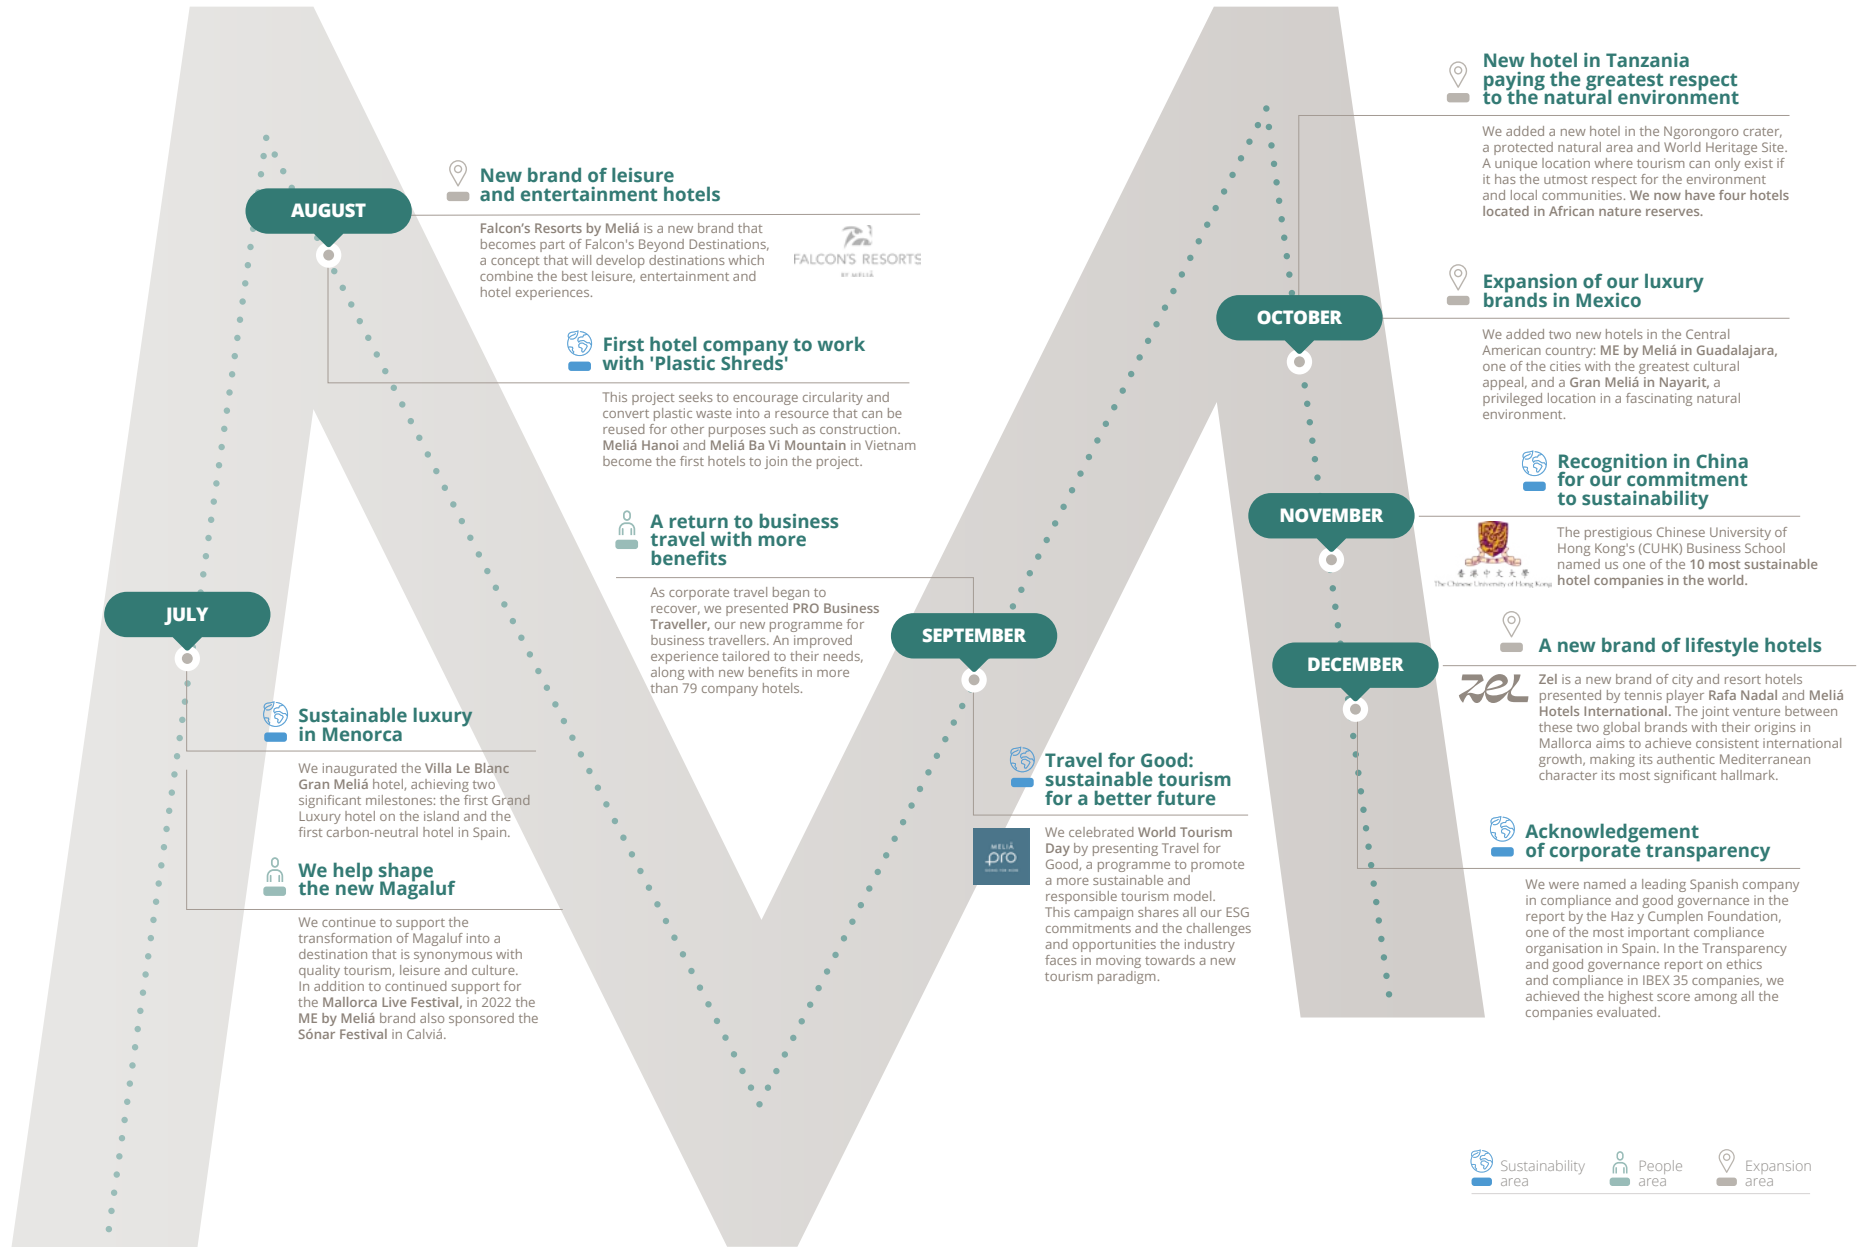 AUGUST
New brand of leisure
and entertainment hotels
Falcon’s Resorts by Meliá is a new brand that
becomes part of Falcon's Beyond Destinations,
a concept that will develop destinations which
combine the best leisure, entertainment and
hotel experiences.
FALCON'S RESORTS
BY MELIÁ
First hotel company to work
with 'Plastic Shreds'
This project seeks to encourage circularity and
convert plastic waste into a resource that can be
reused for other purposes such as construction.
Meliá Hanoi and Meliá Ba Vi Mountain in Vietnam
become the first hotels to join the project.
JULY
Sustainable luxury
in Menorca
We inaugurated the Villa Le Blanc
Gran Meliá hotel, achieving two
significant milestones: the first Grand
Luxury hotel on the island and the
first carbon-neutral hotel in Spain.
We help shape
the new Magaluf
We continue to support the
transformation of Magaluf into a
destination that is synonymous with
quality tourism, leisure and culture.
In addition to continued support for
the Mallorca Live Festival, in 2022 the
ME by Meliá brand also sponsored the
Sónar Festival in Calviá.
A return to business
travel with more
benefits
As corporate travel began to
recover, we presented PRO Business
Traveller, our new programme for
business travellers. An improved
experience tailored to their needs,
along with new benefits in more
than 79 company hotels.
SEPTEMBER
Travel for Good:
sustainable tourism
for a better future
MELIÁ
pro
We celebrated World Tourism
Day by presenting Travel for
Good, a programme to promote
a more sustainable and
responsible tourism model.
This campaign shares all our ESG
commitments and the challenges
and opportunities the industry
faces in moving towards a new
tourism paradigm.
New hotel in Tanzania
paying the greatest respect
to the natural environment
We added a new hotel in the Ngorongoro crater,
a protected natural area and World Heritage Site.
A unique location where tourism can only exist if
it has the utmost respect for the environment
and local communities. We now have four hotels
located in African nature reserves.
OCTOBER
Expansion of our luxury
brands in Mexico
We added two new hotels in the Central
American country: ME by Meliá in Guadalajara,
one of the cities with the greatest cultural
appeal, and a Gran Meliá in Nayarit, a
privileged location in a fascinating natural
environment.
NOVEMBER
Recognition in China
for our commitment
to sustainability
香港中文大學
The Chinese University of Hong Kong
The prestigious Chinese University of
Hong Kong's (CUHK) Business School
named us one of the 10 most sustainable
hotel companies in the world.
DECEMBER
A new brand of lifestyle hotels
zel
Zel is a new brand of city and resort hotels
presented by tennis player Rafa Nadal and Meliá
Hotels International. The joint venture between
these two global brands with their origins in
Mallorca aims to achieve consistent international
growth, making its authentic Mediterranean
character its most significant hallmark.
Acknowledgement
of corporate transparency
We were named a leading Spanish company
in compliance and good governance in the
report by the Haz y Cumplen Foundation,
one of the most important compliance
organisation in Spain. In the Transparency
and good governance report on ethics
and compliance in IBEX 35 companies, we
achieved the highest score among all the
companies evaluated.
Sustainability
area
People
area
Expansion
area